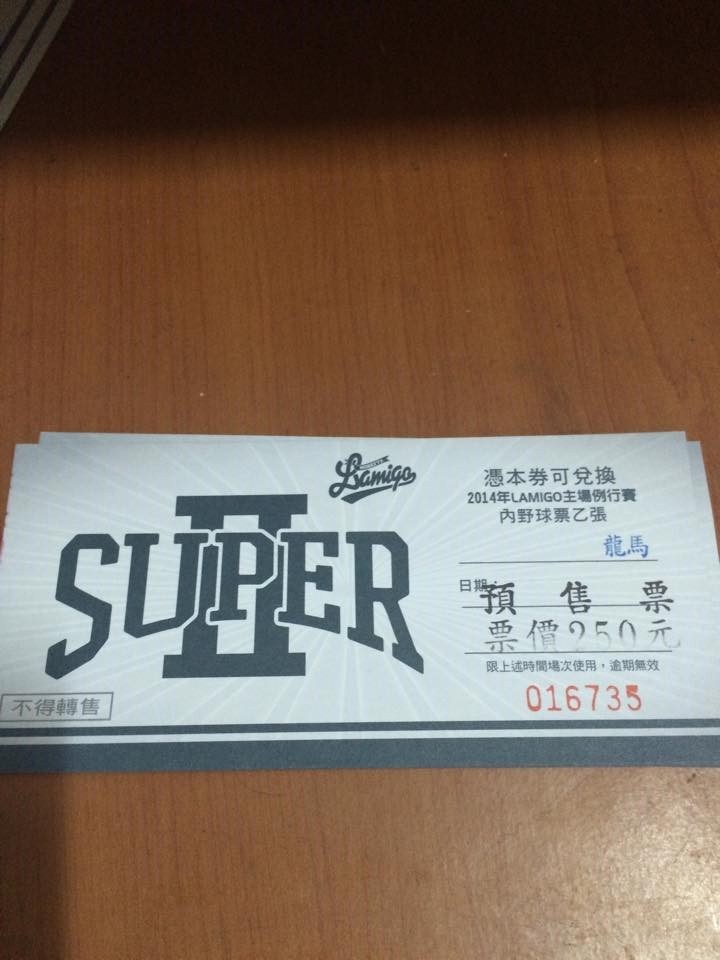 Lamigo
SUPER
II
憑本券可兌換
2014年LAMIGO主場例行賽
內野球票乙張
龍馬
日期：
預售票
票價250元
限上述時間場次使用，逾期無效
016735
不得轉售